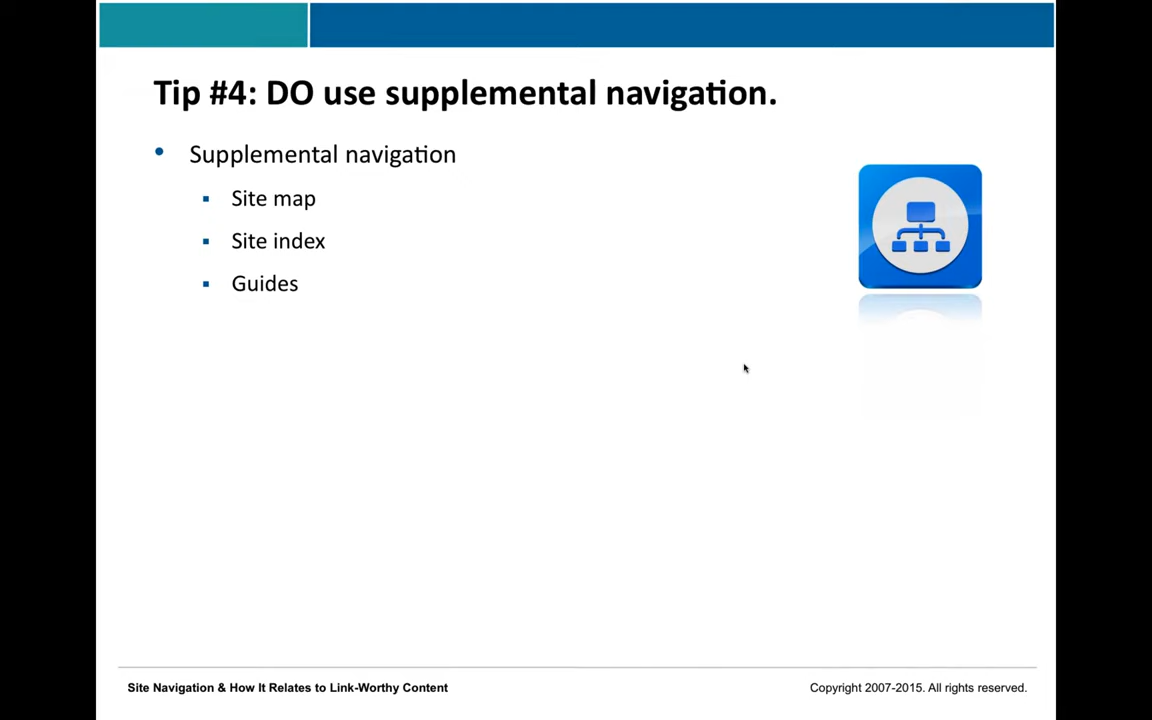 Tip #4: DO use supplemental navigation.
• Supplemental navigation
▪ Site map
▪ Site index
▪ Guides
Site Navigation & How It Relates to Link-Worthy Content
Copyright 2007-2015. All rights reserved.